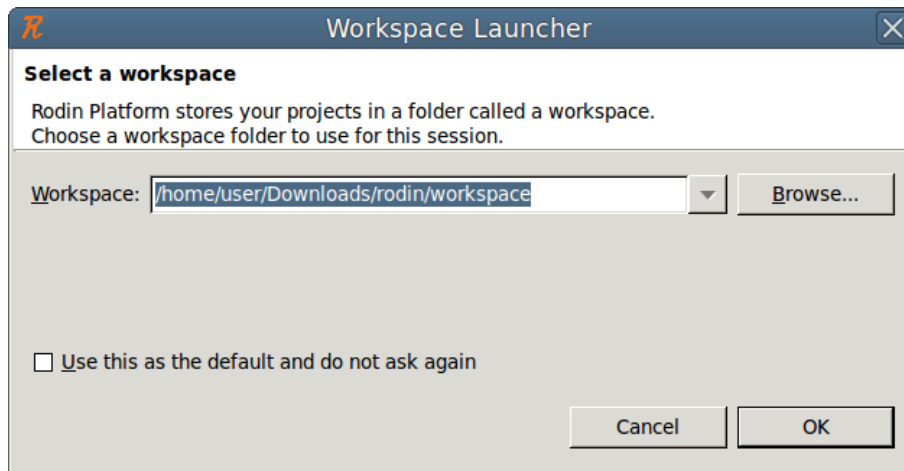 Workspace Launcher
Select a workspace
Rodin Platform stores your projects in a folder called a workspace.
Choose a workspace folder to use for this session.
Workspace: /home/user/Downloads/rodin/workspace Browse...
Use this as the default and do not ask again
Cancel OK